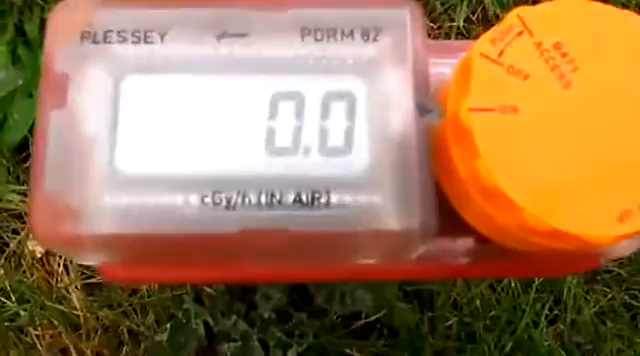 PLESSEY ← PDRM 82
0.0
cGy/h (IN AIR)
BATT
ACCESS
OFF
ON